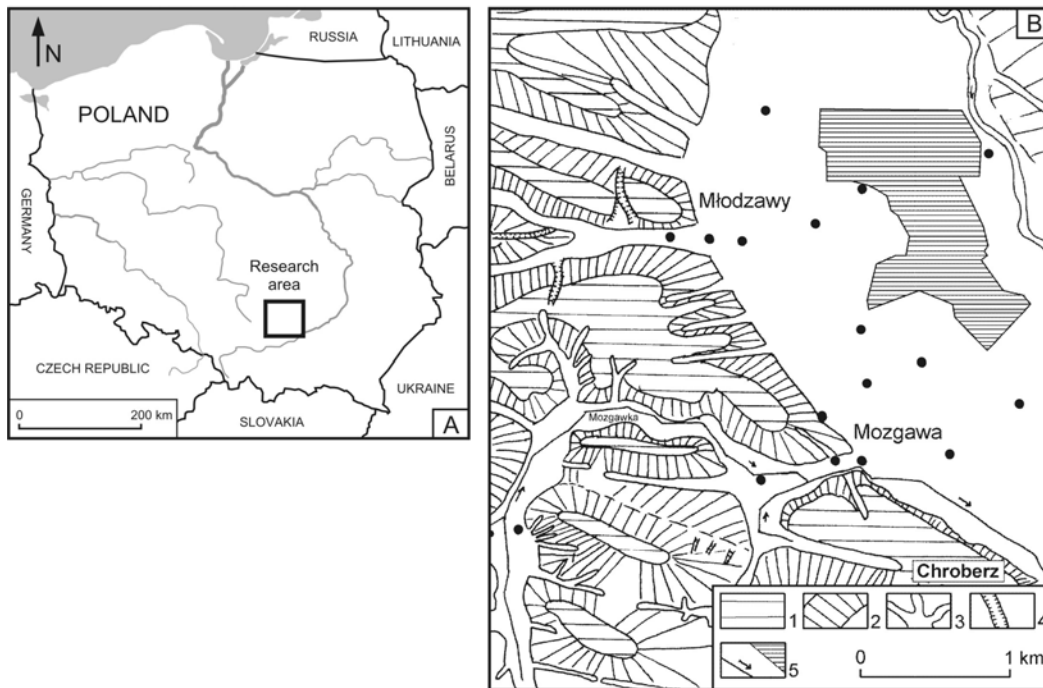 N
RUSSIA
LITHUANIA
POLAND
BELARUS
GERMANY
Research
area
CZECH REPUBLIC
UKRAINE
SLOVAKIA
0 200 km
A
B
Młodzawy
Mozgawka
Mozgawa
Chroberz
1 2 3 4
5
0 1 km